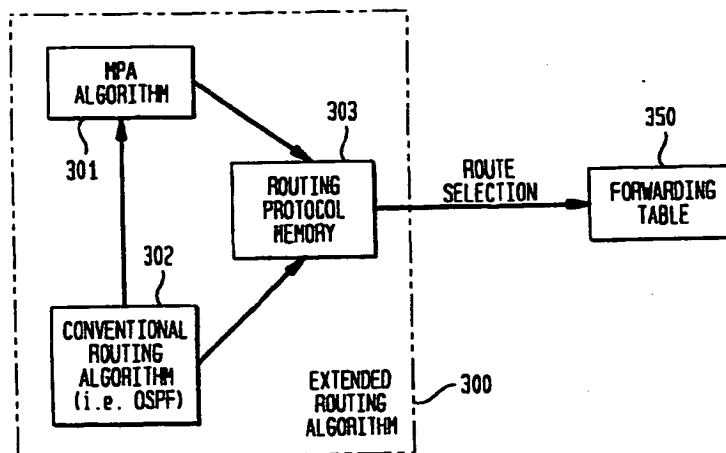 MPA
ALGORITHM
301
303
350
ROUTING
PROTOCOL
MEMORY
ROUTE
SELECTION
FORWARDING
TABLE
302
CONVENTIONAL
ROUTING
ALGORITHM
(i.e. OSPF)
EXTENDED
ROUTING
ALGORITHM
300